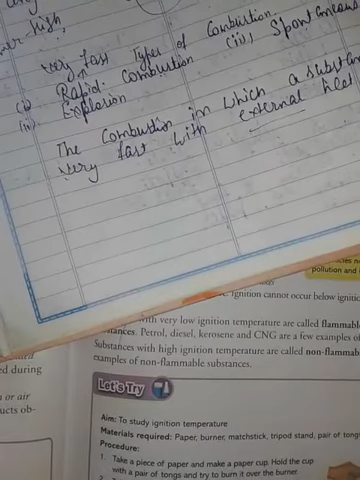 high,
Types of Combustion
very fast
(i) Rapid Combustion (iii) Spontaneous
(ii) Explosion
The Combustion in which a substan
very fast with external heat
pollution and
Ignition cannot occur below igniti
with very low ignition temperature are called flammable
tances. Petrol, diesel, kerosene and CNG are a few examples of
Substances with high ignition temperature are called non-flammab
examples of non-flammable substances.
ed during
n or air
ucts ob-
Let's Try
Aim: To study ignition temperature
Materials required: Paper, burner, matchstick, tripod stand, pair of tongs
Procedure:
1. Take a piece of paper and make a paper cup. Hold the cup
with a pair of tongs and try to burn it over the burner.